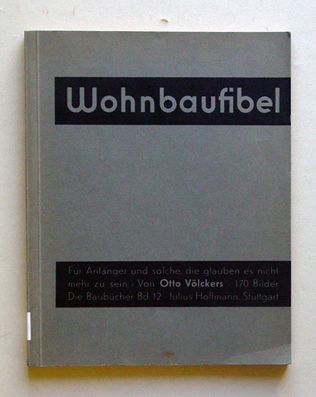 Wohnbaufibel
Für Anfänger und solche, die glauben es nicht
mehr zu sein · Von Otto Völckers · 170 Bilder
Die Baubücher Bd. 12 · Julius Hoffmann, Stuttgart